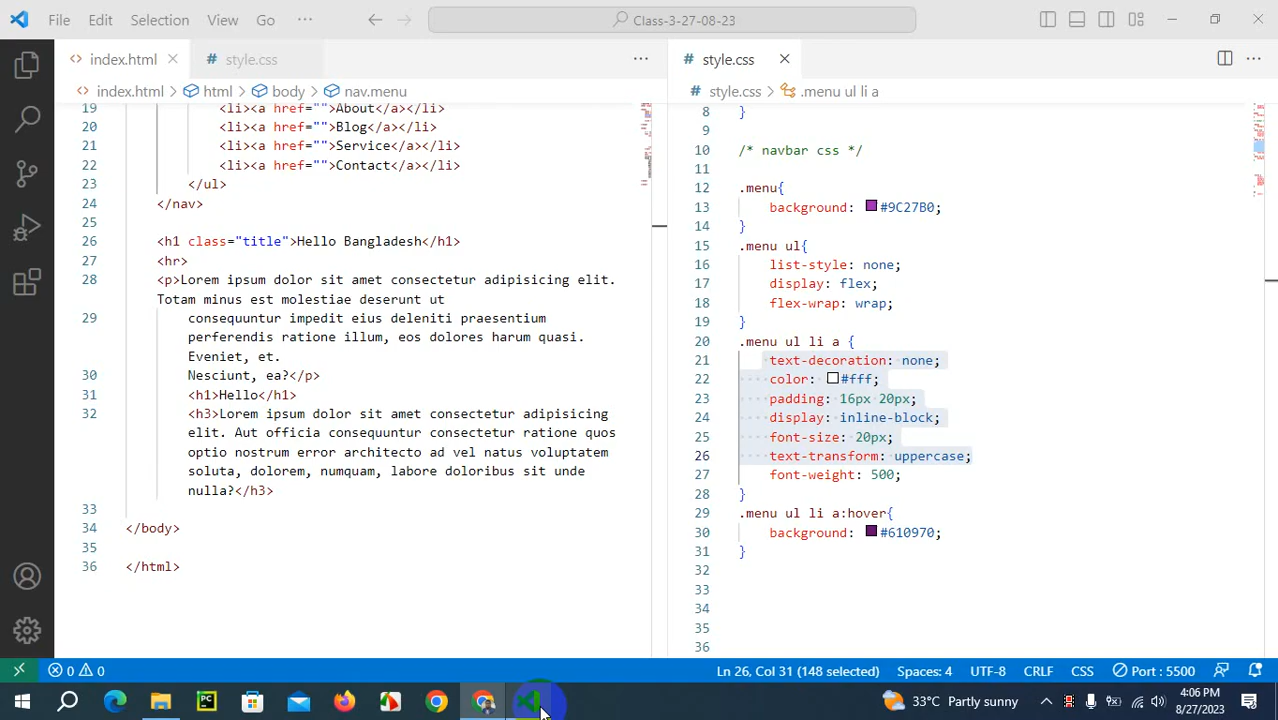 File Edit Selection View Go ··· Class-3-27-08-23
index.html style.css ···
html > body > nav.menu
index.html > html > body > nav.menu
19 <li><a href="">About</a></li>
20 <li><a href="">Blog</a></li>
21 <li><a href="">Service</a></li>
22 <li><a href="">Contact</a></li>
23 </ul>
24 </nav>
25
26 <h1 class="title">Hello Bangladesh</h1>
27 <hr>
28 <p>Lorem ipsum dolor sit amet consectetur adipisicing elit.
Totam minus est molestiae deserunt ut
29 consequuntur impedit eius deleniti praesentium
perferendis ratione illum, eos dolores harum quasi.
Eveniet, et.
30 Nesciunt, ea?</p>
31 <h1>Hello</h1>
32 <h3>Lorem ipsum dolor sit amet consectetur adipisicing
elit. Aut officia consequuntur consectetur ratione quos
optio nostrum error architecto ad vel natus voluptatem
soluta, dolorem, numquam, labore doloribus sit unde
nulla?</h3>
33
34 </body>
35
36 </html>
style.css ···
style.css > .menu ul li a
8 }
9
10 /* navbar css */
11
12 .menu{
13 background: #9C27B0;
14 }
15 .menu ul{
16 list-style: none;
17 display: flex;
18 flex-wrap: wrap;
19 }
20 .menu ul li a {
21 text-decoration: none;
22 color: #fff;
23 padding: 16px 20px;
24 display: inline-block;
25 font-size: 20px;
26 text-transform: uppercase;
27 font-weight: 500;
28 }
29 .menu ul li a:hover{
30 background: #610970;
31 }
32
33
34
35
36
0 0 Ln 26, Col 31 (148 selected) Spaces: 4 UTF-8 CRLF CSS Port : 5500
PC 33°C Partly sunny 4:06 PM
8/27/2023